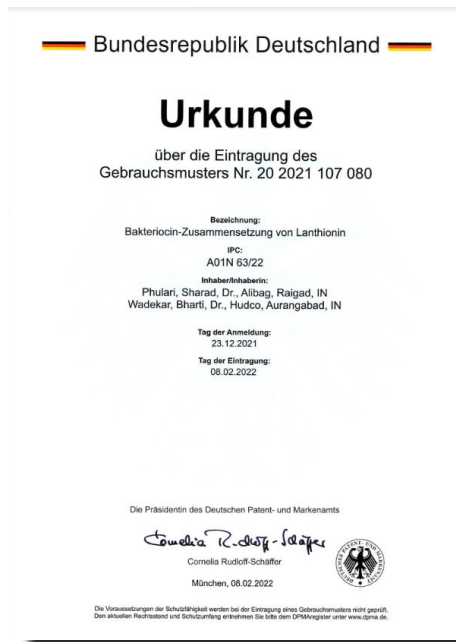 Bundesrepublik Deutschland
Urkunde
über die Eintragung des
Gebrauchsmusters Nr. 20 2021 107 080
Bezeichnung:
Bakteriocin-Zusammensetzung von Lanthionin
IPC:
A01N 63/22
Inhaber/Inhaberin:
Phulari, Sharad, Dr., Alibag, Raigad, IN
Wadekar, Bharti, Dr., Hudco, Aurangabad, IN
Tag der Anmeldung:
23.12.2021
Tag der Eintragung:
08.02.2022
Die Präsidentin des Deutschen Patent- und Markenamts
Cornelia Rudloff-Schäffer
München, 08.02.2022
DEUTSCHES PATENT- UND MARKENAMT
Die Voraussetzungen der Schutzfähigkeit werden bei der Eintragung eines Gebrauchsmusters nicht geprüft.
Den aktuellen Rechtsstand und Schutzumfang entnehmen Sie bitte dem DPMAregister unter www.dpma.de.